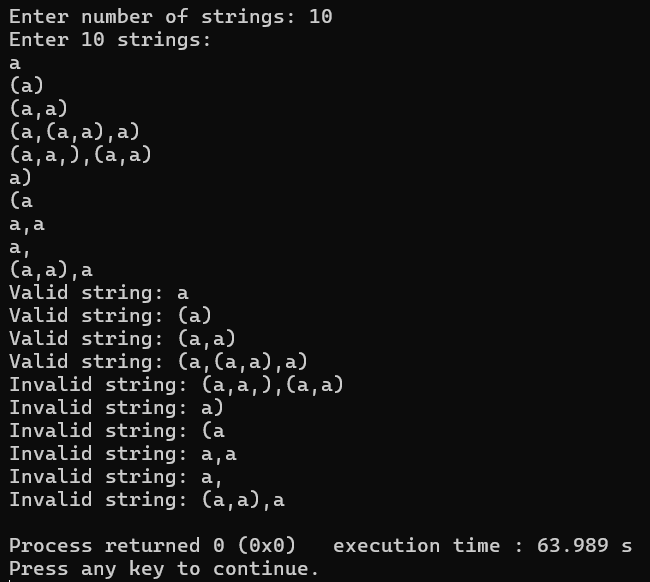 Enter number of strings: 10
Enter 10 strings:
a
(a)
(a,a)
(a,(a,a),a)
(a,a,),(a,a)
a)
(a
a,a
a,
(a,a),a
Valid string: a
Valid string: (a)
Valid string: (a,a)
Valid string: (a,(a,a),a)
Invalid string: (a,a,),(a,a)
Invalid string: a)
Invalid string: (a
Invalid string: a,a
Invalid string: a,
Invalid string: (a,a),a
Process returned 0 (0x0)   execution time : 63.989 s
Press any key to continue.